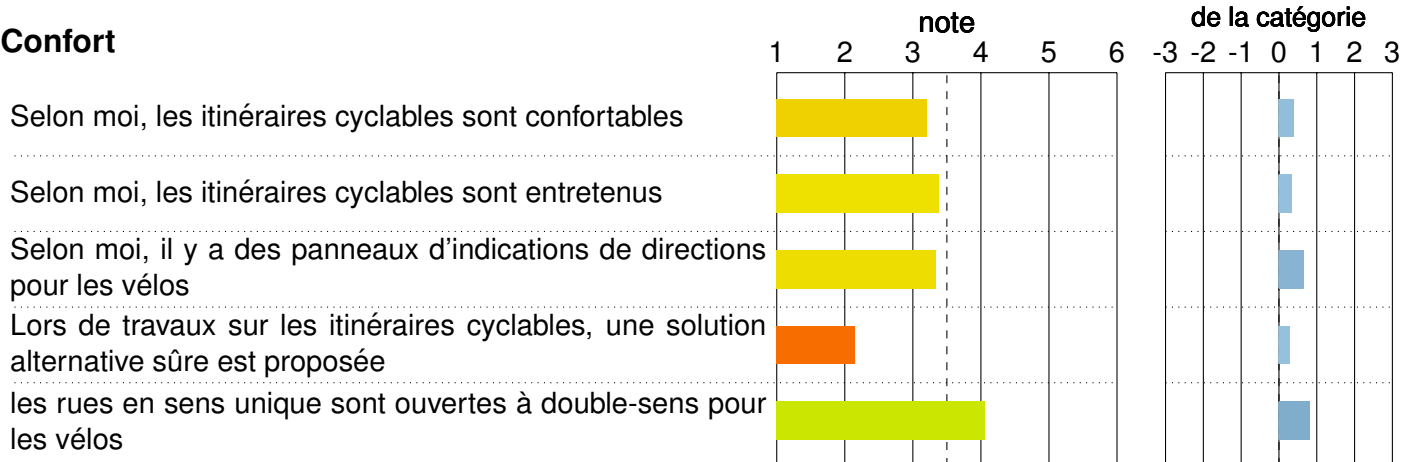 note
de la catégorie
Confort
1 2 3 4 5 6
-3 -2 -1 0 1 2 3
Selon moi, les itinéraires cyclables sont confortables
Selon moi, les itinéraires cyclables sont entretenus
Selon moi, il y a des panneaux d'indications de directions
pour les vélos
Lors de travaux sur les itinéraires cyclables, une solution
alternative sûre est proposée
les rues en sens unique sont ouvertes à double-sens pour
les vélos